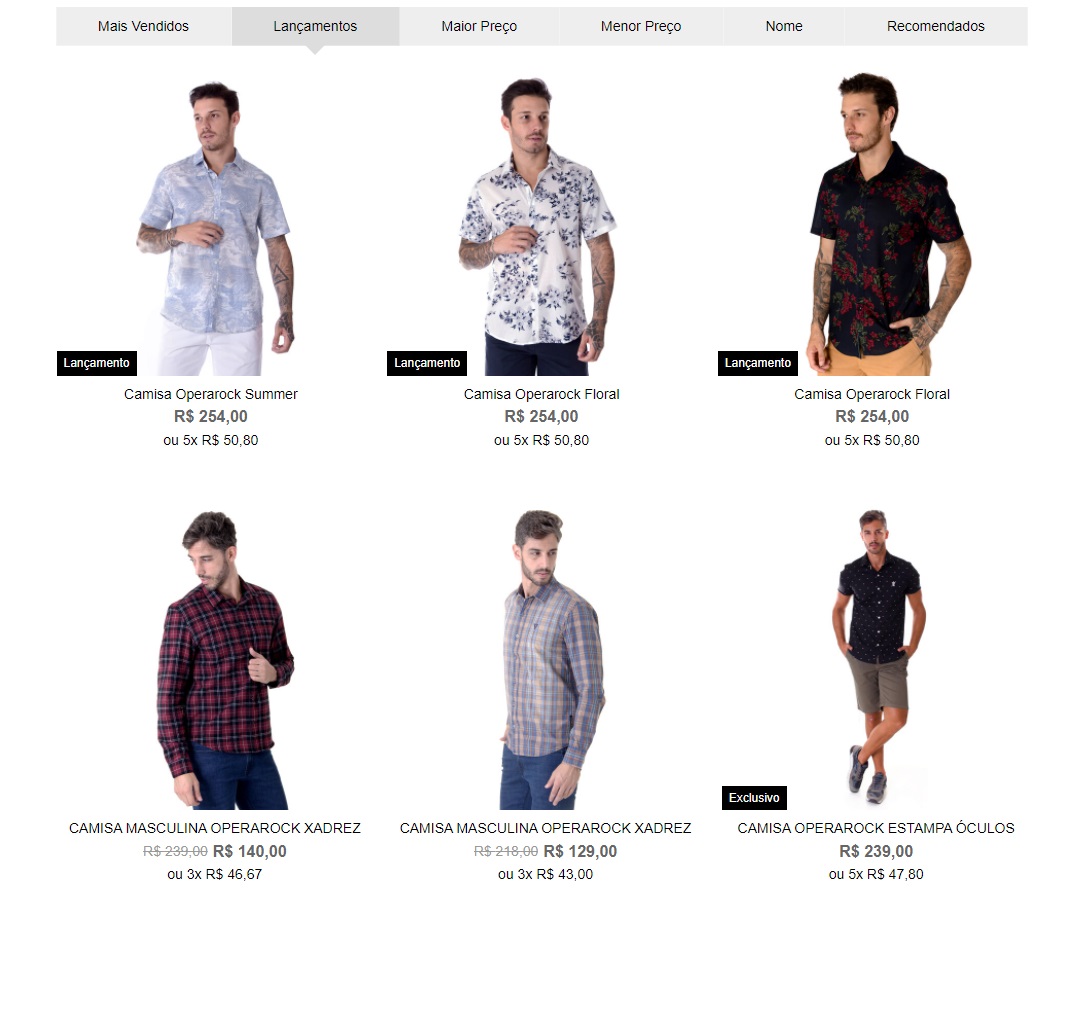 Mais Vendidos
Lançamentos
Maior Preço
Menor Preço
Nome
Recomendados
Lançamento
Lançamento
Lançamento
Camisa Operarock Summer
R$ 254,00
ou 5x R$ 50,80
Camisa Operarock Floral
R$ 254,00
ou 5x R$ 50,80
Camisa Operarock Floral
R$ 254,00
ou 5x R$ 50,80
Exclusivo
CAMISA MASCULINA OPERAROCK XADREZ
R$ 239,00 R$ 140,00
ou 3x R$ 46,67
CAMISA MASCULINA OPERAROCK XADREZ
R$ 218,00 R$ 129,00
ou 3x R$ 43,00
CAMISA OPERAROCK ESTAMPA ÓCULOS
R$ 239,00
ou 5x R$ 47,80